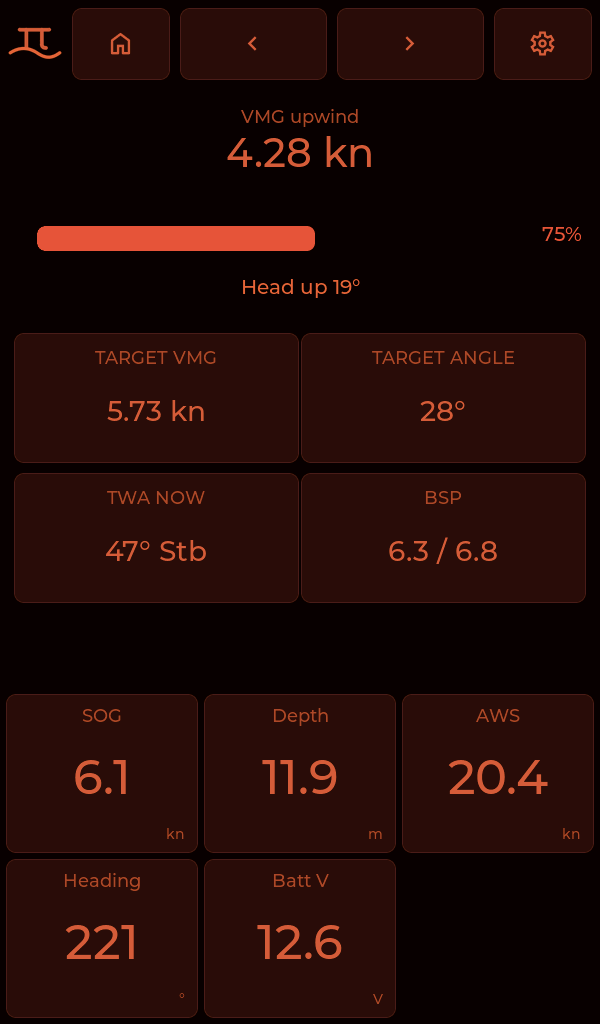 VMG upwind
4.28 kn
75%
Head up 19°
TARGET VMG
TARGET ANGLE
5.73 kn
28°
TWA NOW
BSP
47° Stb
6.3 / 6.8
SOG
Depth
AWS
6.1
11.9
20.4
kn
m
kn
Heading
Batt V
221
12.6
°
V